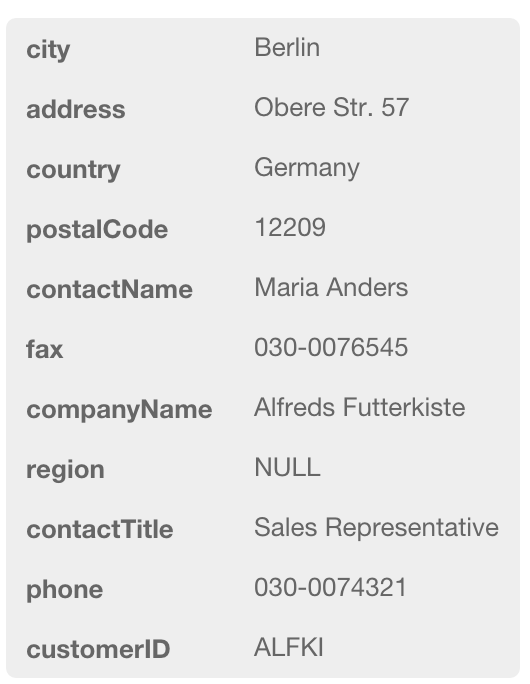 city Berlin
address Obere Str. 57
country Germany
postalCode 12209
contactName Maria Anders
fax 030-0076545
companyName Alfreds Futterkiste
region NULL
contactTitle Sales Representative
phone 030-0074321
customerID ALFKI